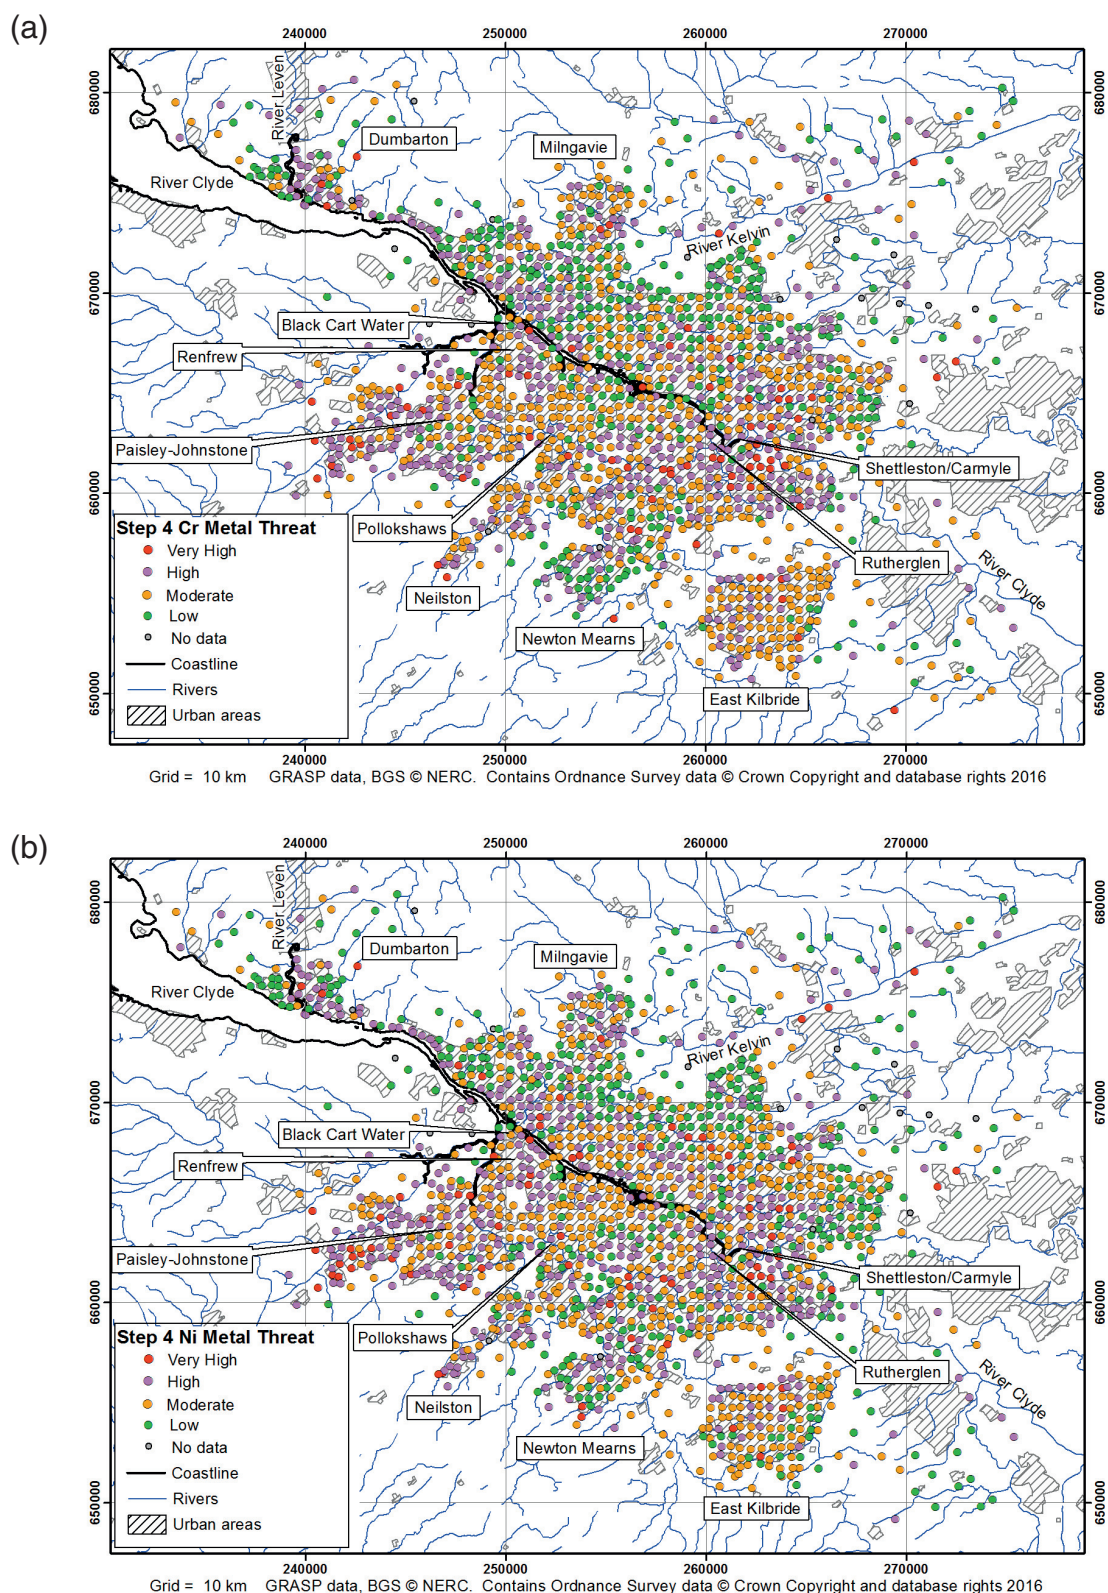 (a)
240000
250000
260000
270000
680000
680000
River Leven
Dumbarton
Milngavie
River Clyde
River Kelvin
670000
670000
Black Cart Water
Renfrew
Paisley-Johnstone
Shettleston/Carmyle
660000
660000
Pollokshaws
Step 4 Cr Metal Threat
Very High
High
Moderate
Low
No data
Coastline
Rivers
Urban areas
Rutherglen
River Clyde
Neilston
Newton Mearns
East Kilbride
650000
650000
240000
250000
260000
270000
Grid = 10 km GRASP data, BGS © NERC. Contains Ordnance Survey data © Crown Copyright and database rights 2016
(b)
240000
250000
260000
270000
680000
680000
River Leven
Dumbarton
Milngavie
River Clyde
River Kelvin
670000
670000
Black Cart Water
Renfrew
Paisley-Johnstone
Shettleston/Carmyle
660000
660000
Pollokshaws
Step 4 Ni Metal Threat
Very High
High
Moderate
Low
No data
Coastline
Rivers
Urban areas
Rutherglen
River Clyde
Neilston
Newton Mearns
East Kilbride
650000
650000
240000
250000
260000
270000
Grid = 10 km GRASP data, BGS © NERC. Contains Ordnance Survey data © Crown Copyright and database rights 2016